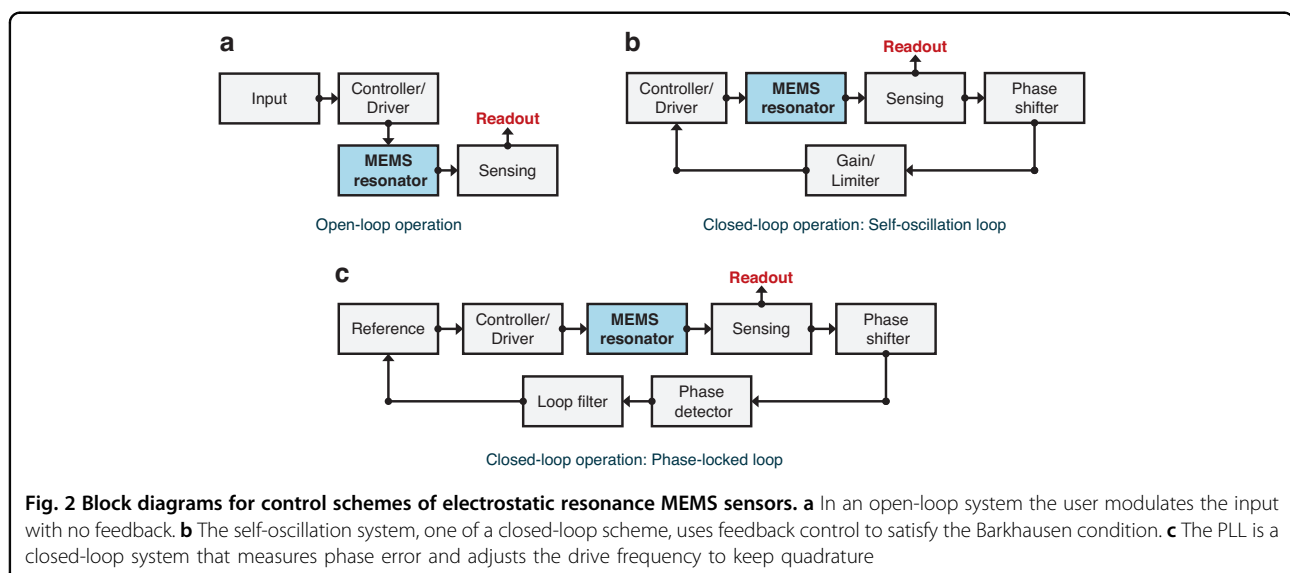 a
Input
Controller/
Driver
MEMS
resonator
Sensing
Readout
Open-loop operation
b
Controller/
Driver
MEMS
resonator
Sensing
Readout
Phase
shifter
Gain/
Limiter
Closed-loop operation: Self-oscillation loop
c
Reference
Controller/
Driver
MEMS
resonator
Sensing
Readout
Phase
shifter
Phase
detector
Loop filter
Closed-loop operation: Phase-locked loop
Fig. 2 Block diagrams for control schemes of electrostatic resonance MEMS sensors. a In an open-loop system the user modulates the input
with no feedback. b The self-oscillation system, one of a closed-loop scheme, uses feedback control to satisfy the Barkhausen condition. c The PLL is a
closed-loop system that measures phase error and adjusts the drive frequency to keep quadrature